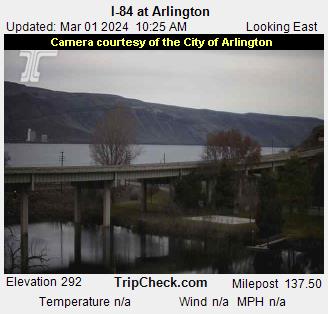 I-84 at Arlington
Updated: Mar 01 2024 10:25 AM Looking East
Camera courtesy of the City of Arlington
Elevation 292 TripCheck.com Milepost 137.50
Temperature n/a Wind n/a MPH n/a